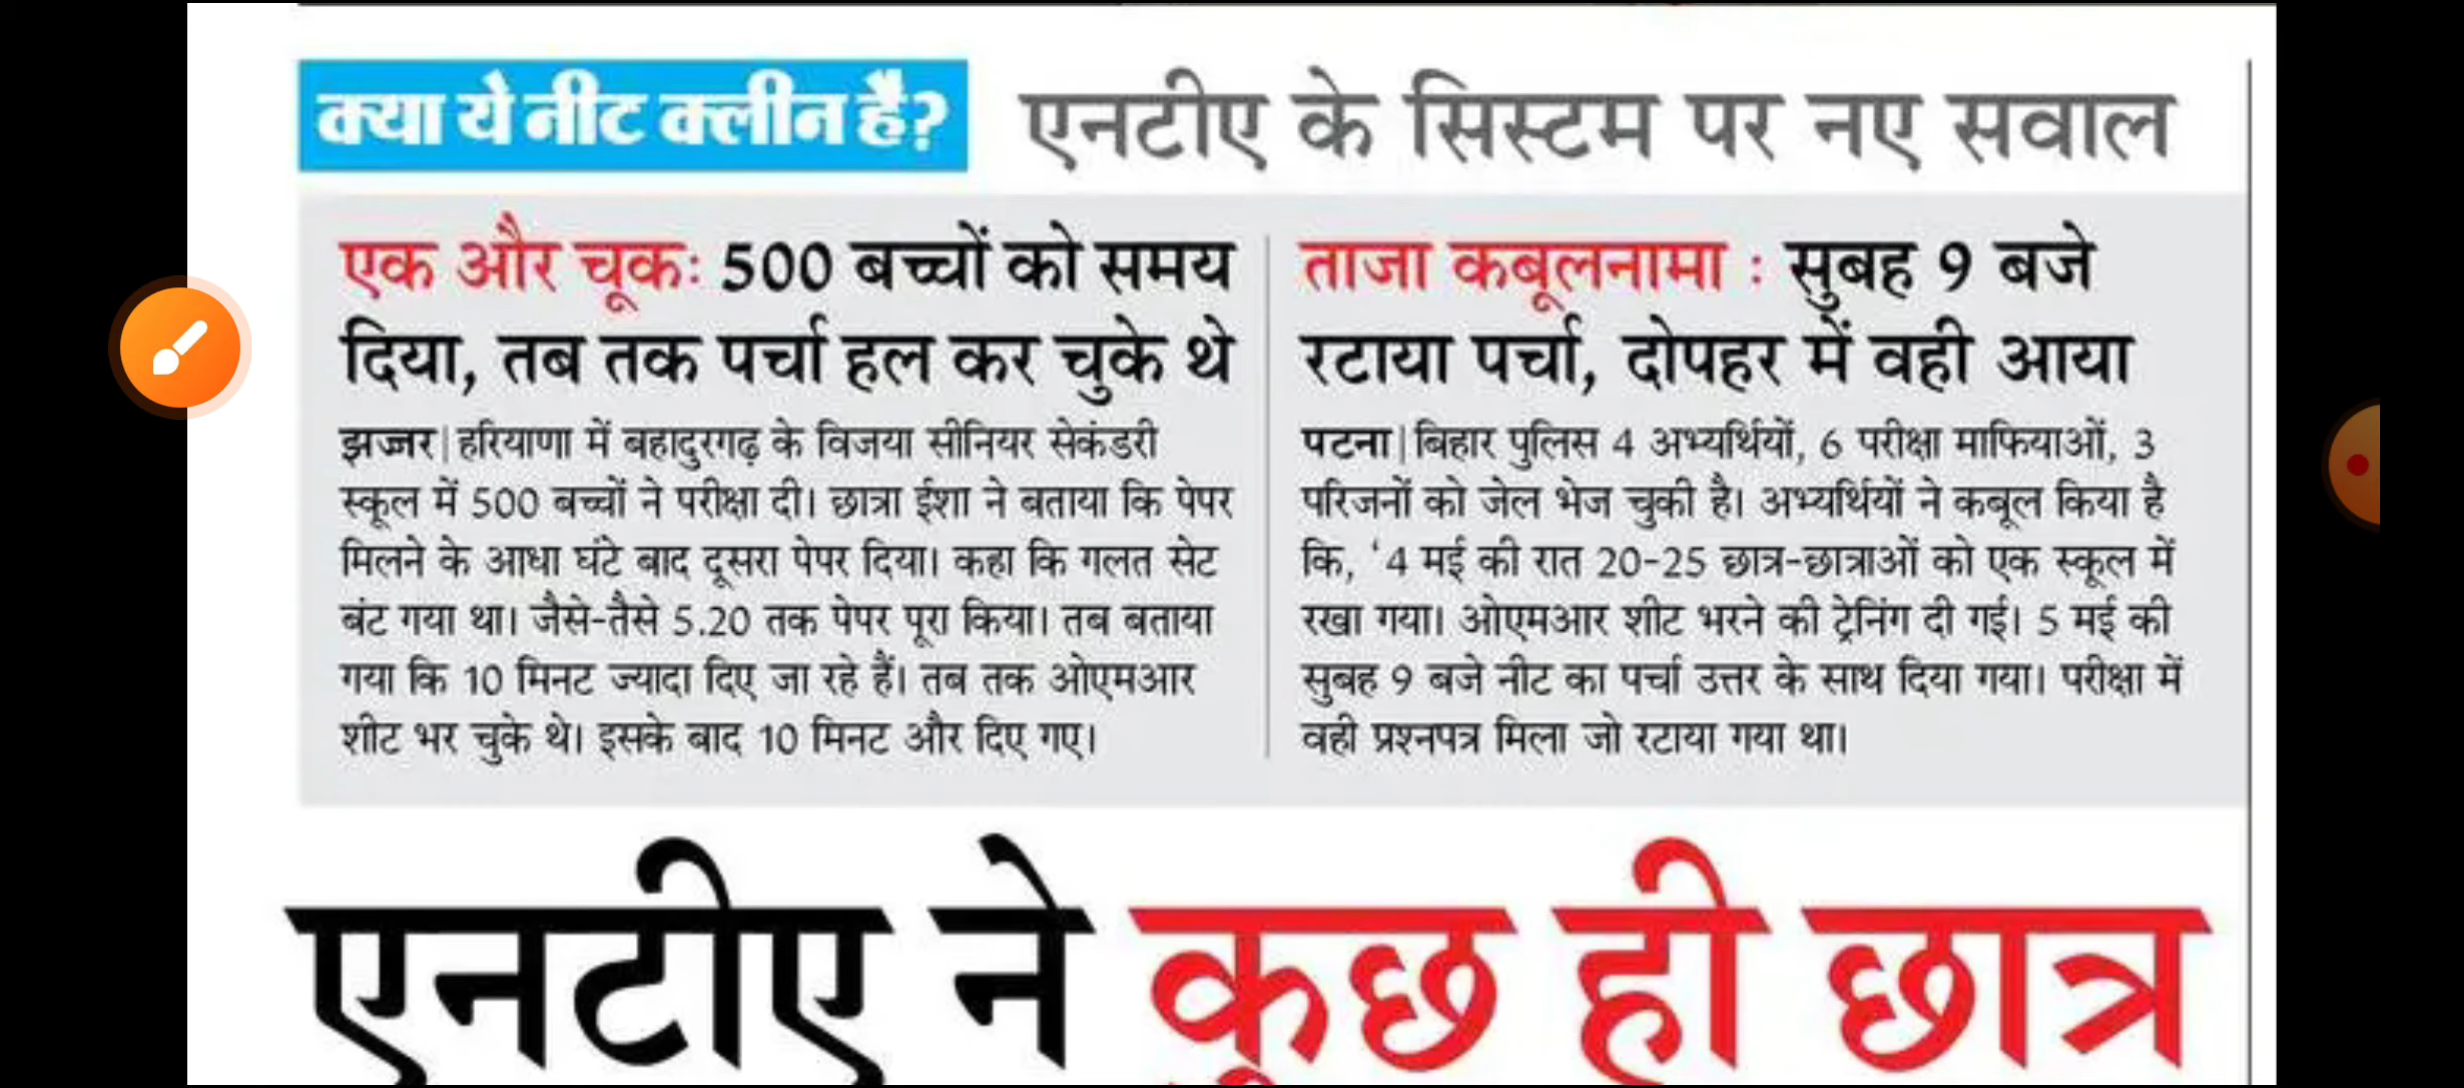 क्या ये नीट क्लीन है? एनटीए के सिस्टम पर नए सवाल
एक और चूक: 500 बच्चों को समय
दिया, तब तक पर्चा हल कर चुके थे
झज्जर|हरियाणा में बहादुरगढ़ के विजया सीनियर सेकंडरी
स्कूल में 500 बच्चों ने परीक्षा दी। छात्रा ईशा ने बताया कि पेपर
मिलने के आधा घंटे बाद दूसरा पेपर दिया। कहा कि गलत सेट
बंट गया था। जैसे-तैसे 5.20 तक पेपर पूरा किया। तब बताया
गया कि 10 मिनट ज्यादा दिए जा रहे हैं। तब तक ओएमआर
शीट भर चुके थे। इसके बाद 10 मिनट और दिए गए।
ताजा कबूलनामा : सुबह 9 बजे
रटाया पर्चा, दोपहर में वही आया
पटना|बिहार पुलिस 4 अभ्यर्थियों, 6 परीक्षा माफियाओं, 3
परिजनों को जेल भेज चुकी है। अभ्यर्थियों ने कबूल किया है
कि, ‘4 मई की रात 20-25 छात्र-छात्राओं को एक स्कूल में
रखा गया। ओएमआर शीट भरने की ट्रेनिंग दी गई। 5 मई की
सुबह 9 बजे नीट का पर्चा उत्तर के साथ दिया गया। परीक्षा में
वही प्रश्नपत्र मिला जो रटाया गया था।
एनटीए ने कुछ ही छात्र